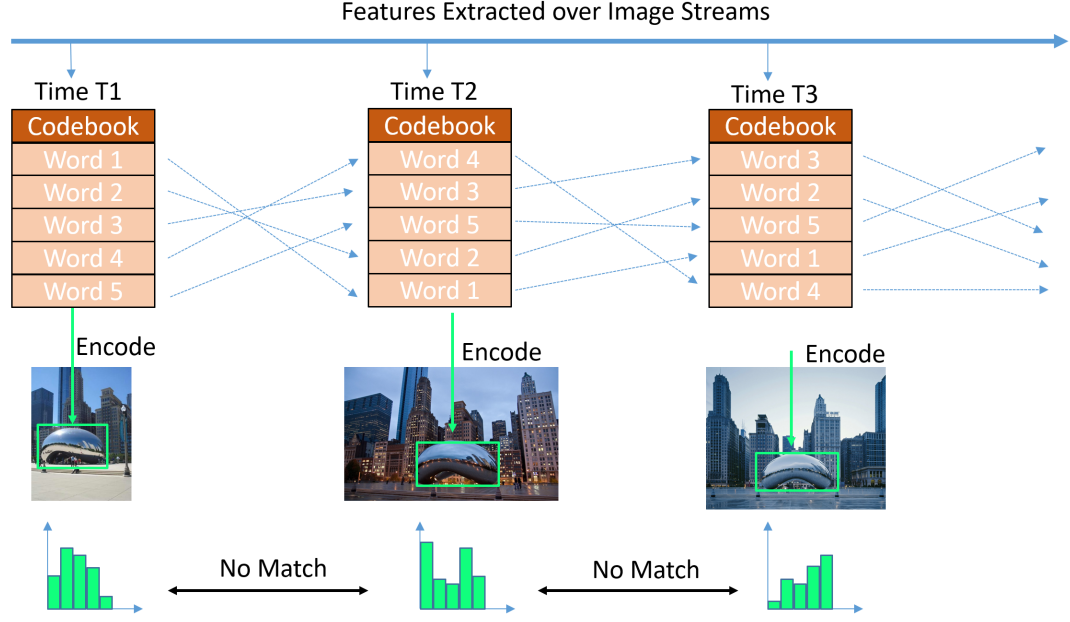 Features Extracted over Image Streams
Time T1
Time T2
Time T3
Codebook
Word 1
Word 2
Word 3
Word 4
Word 5
Codebook
Word 4
Word 3
Word 5
Word 2
Word 1
Codebook
Word 3
Word 2
Word 5
Word 1
Word 4
Encode
Encode
Encode
No Match
No Match